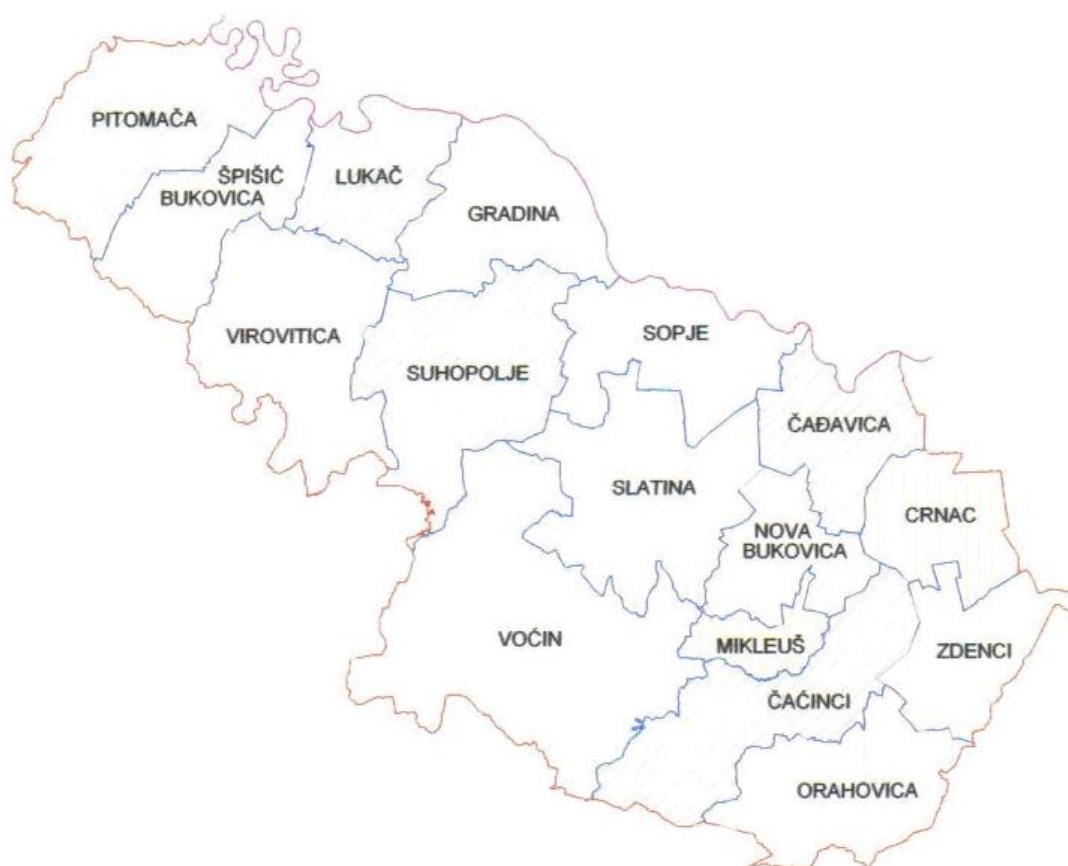 PITOMAČA
ŠPIŠIĆ
BUKOVICA
LUKAČ
GRADINA
VIROVITICA
SUHOPOLJE
SOPJE
ČAĐAVICA
SLATINA
CRNAC
NOVA
BUKOVICA
VOĆIN
MIKLEUŠ
ZDENCI
ČAĆINCI
ORAHOVICA